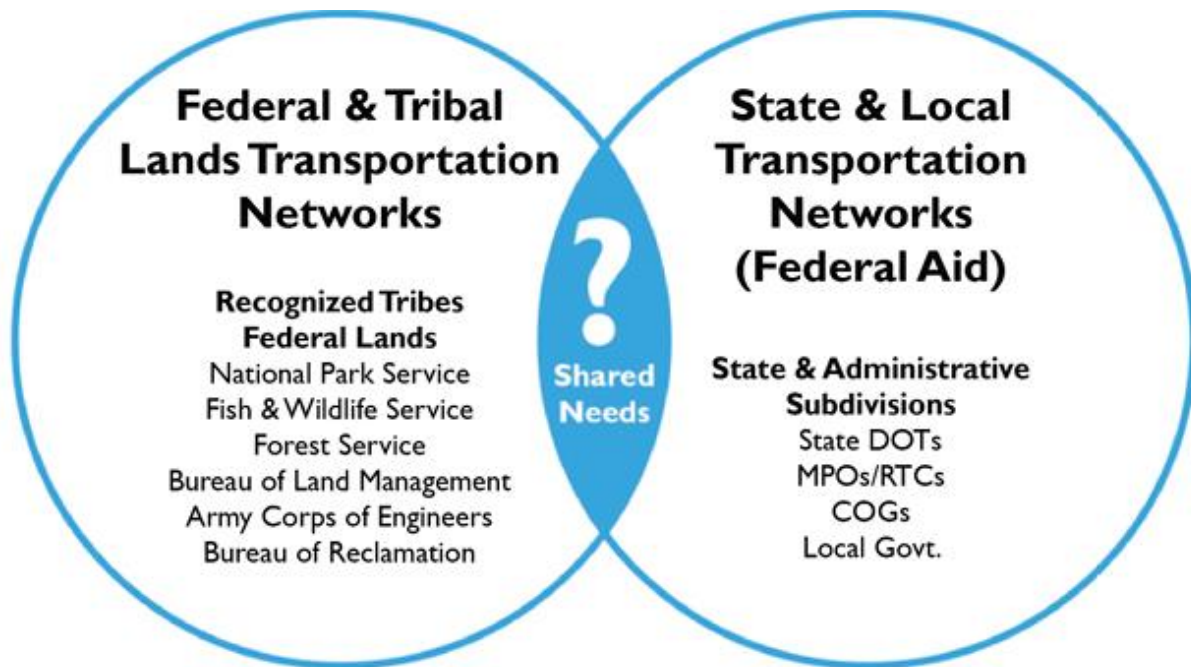 Federal & Tribal
Lands Transportation
Networks
Recognized Tribes
Federal Lands
National Park Service
Fish & Wildlife Service
Forest Service
Bureau of Land Management
Army Corps of Engineers
Bureau of Reclamation
?
Shared
Needs
State & Local
Transportation
Networks
(Federal Aid)
State & Administrative
Subdivisions
State DOTs
MPOs/RTCs
COGs
Local Govt.